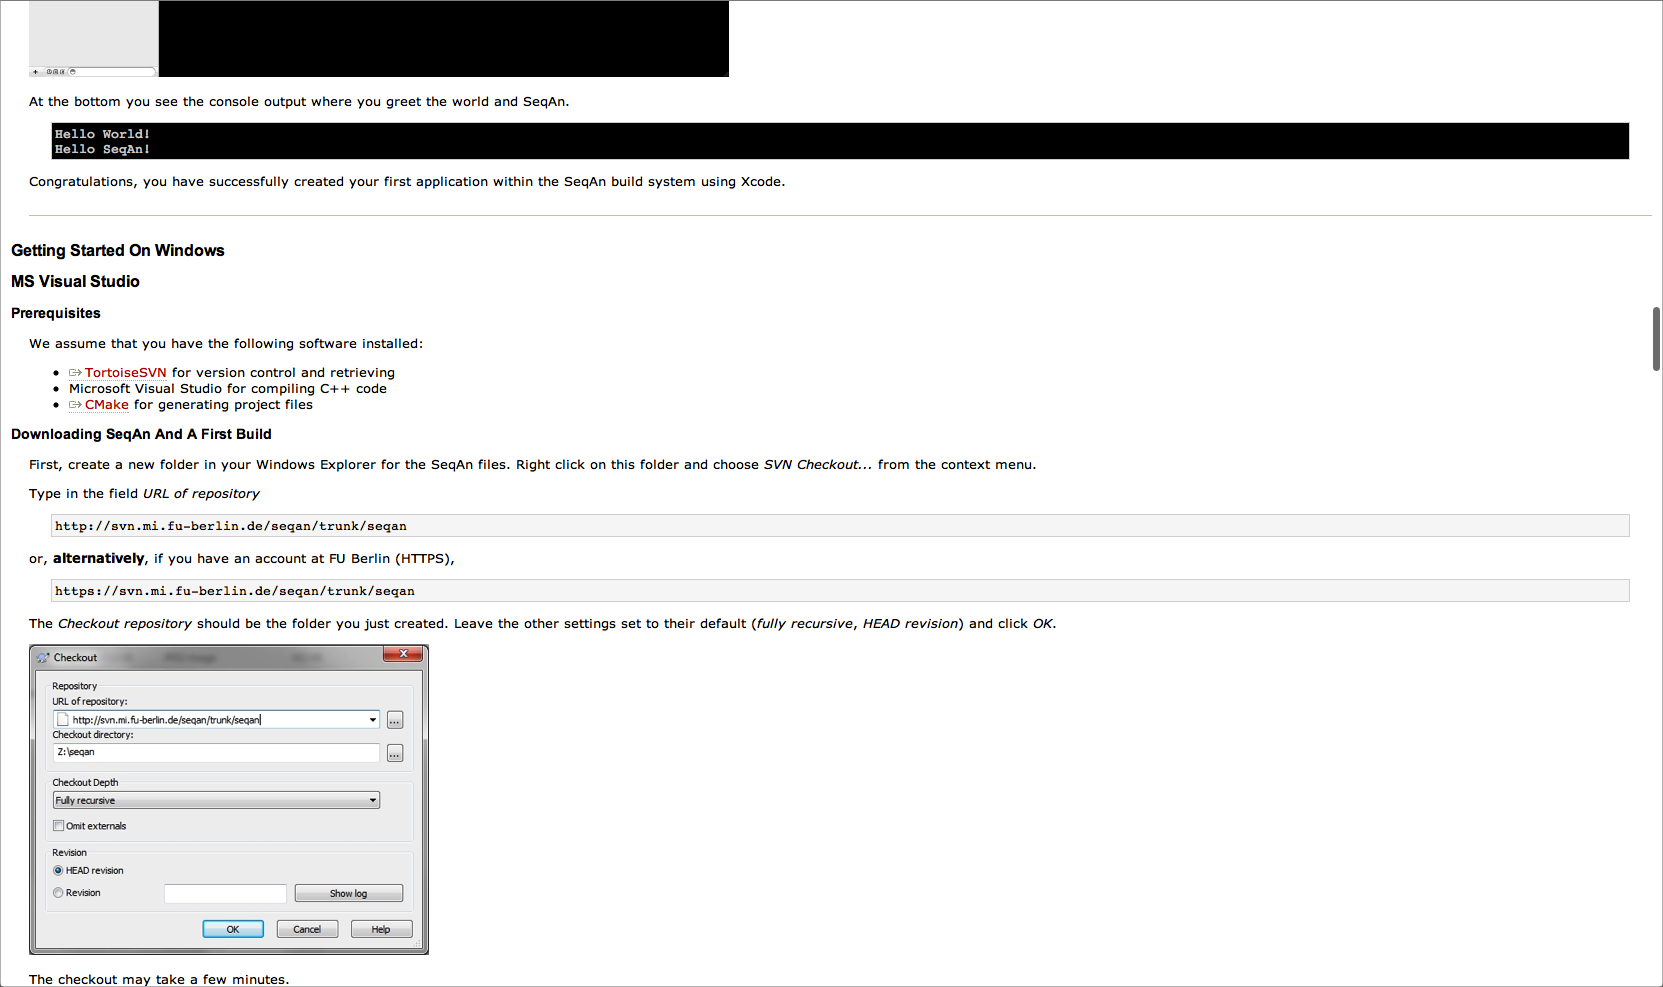 At the bottom you see the console output where you greet the world and SeqAn.
Hello World!
Hello SeqAn!
Congratulations, you have successfully created your first application within the SeqAn build system using Xcode.
Getting Started On Windows
MS Visual Studio
Prerequisites
We assume that you have the following software installed:
• TortoiseSVN for version control and retrieving
• Microsoft Visual Studio for compiling C++ code
• CMake for generating project files
Downloading SeqAn And A First Build
First, create a new folder in your Windows Explorer for the SeqAn files. Right click on this folder and choose SVN Checkout... from the context menu.
Type in the field URL of repository
http://svn.mi.fu-berlin.de/seqan/trunk/seqan
or, alternatively, if you have an account at FU Berlin (HTTPS),
https://svn.mi.fu-berlin.de/seqan/trunk/seqan
The Checkout repository should be the folder you just created. Leave the other settings set to their default (fully recursive, HEAD revision) and click OK.
Checkout
Repository
URL of repository:
http://svn.mi.fu-berlin.de/seqan/trunk/seqan
...
Checkout directory:
Z:\seqan
...
Checkout Depth
Fully recursive
Omit externals
Revision
HEAD revision
Revision
Show log
OK Cancel Help
The checkout may take a few minutes.